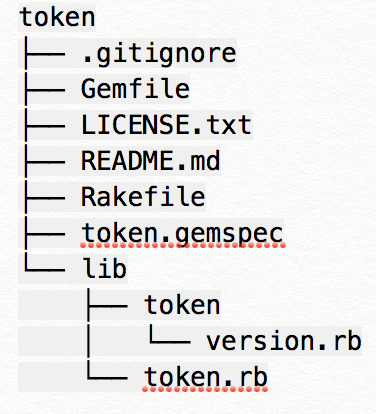 token
├── .gitignore
├── Gemfile
├── LICENSE.txt
├── README.md
├── Rakefile
├── token.gemspec
└── lib
    ├── token
    │   └── version.rb
    └── token.rb